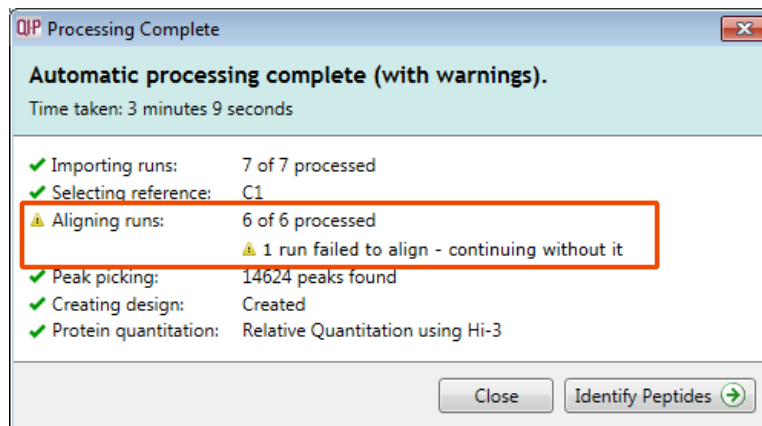 QIP Processing Complete
Automatic processing complete (with warnings).
Time taken: 3 minutes 9 seconds
Importing runs: 7 of 7 processed
Selecting reference: C1
Aligning runs: 6 of 6 processed
1 run failed to align - continuing without it
Peak picking: 14624 peaks found
Creating design: Created
Protein quantitation: Relative Quantitation using Hi-3
Close Identify Peptides